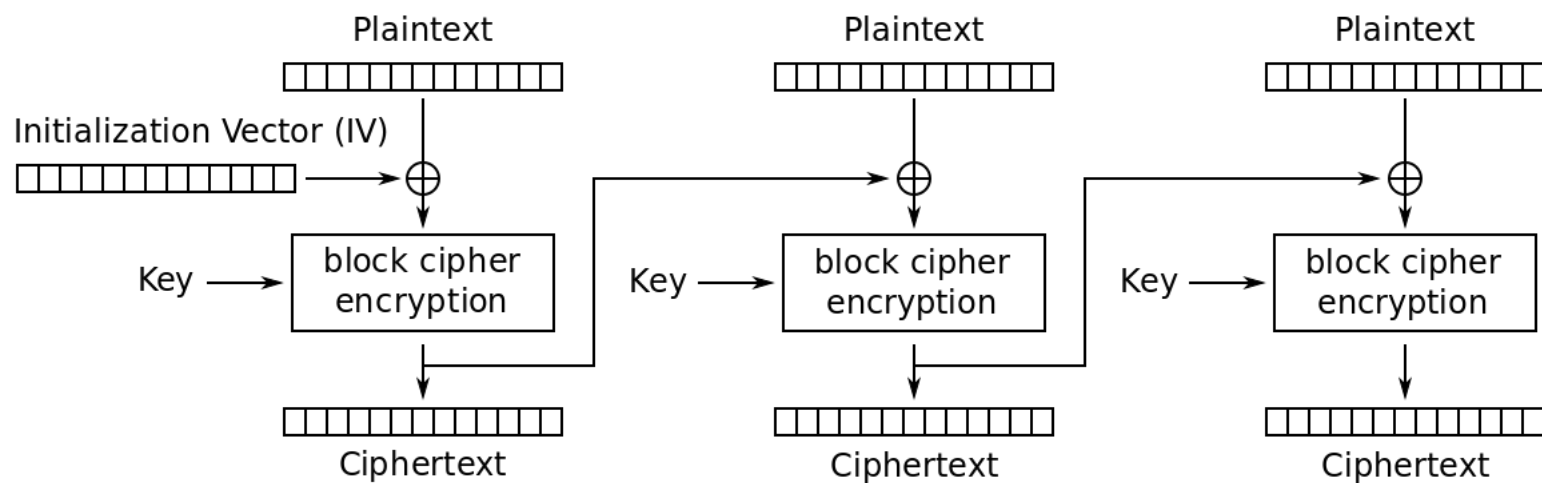 Plaintext
Plaintext
Plaintext
Initialization Vector (IV)
Key
block cipher
encryption
Key
block cipher
encryption
Key
block cipher
encryption
Ciphertext
Ciphertext
Ciphertext